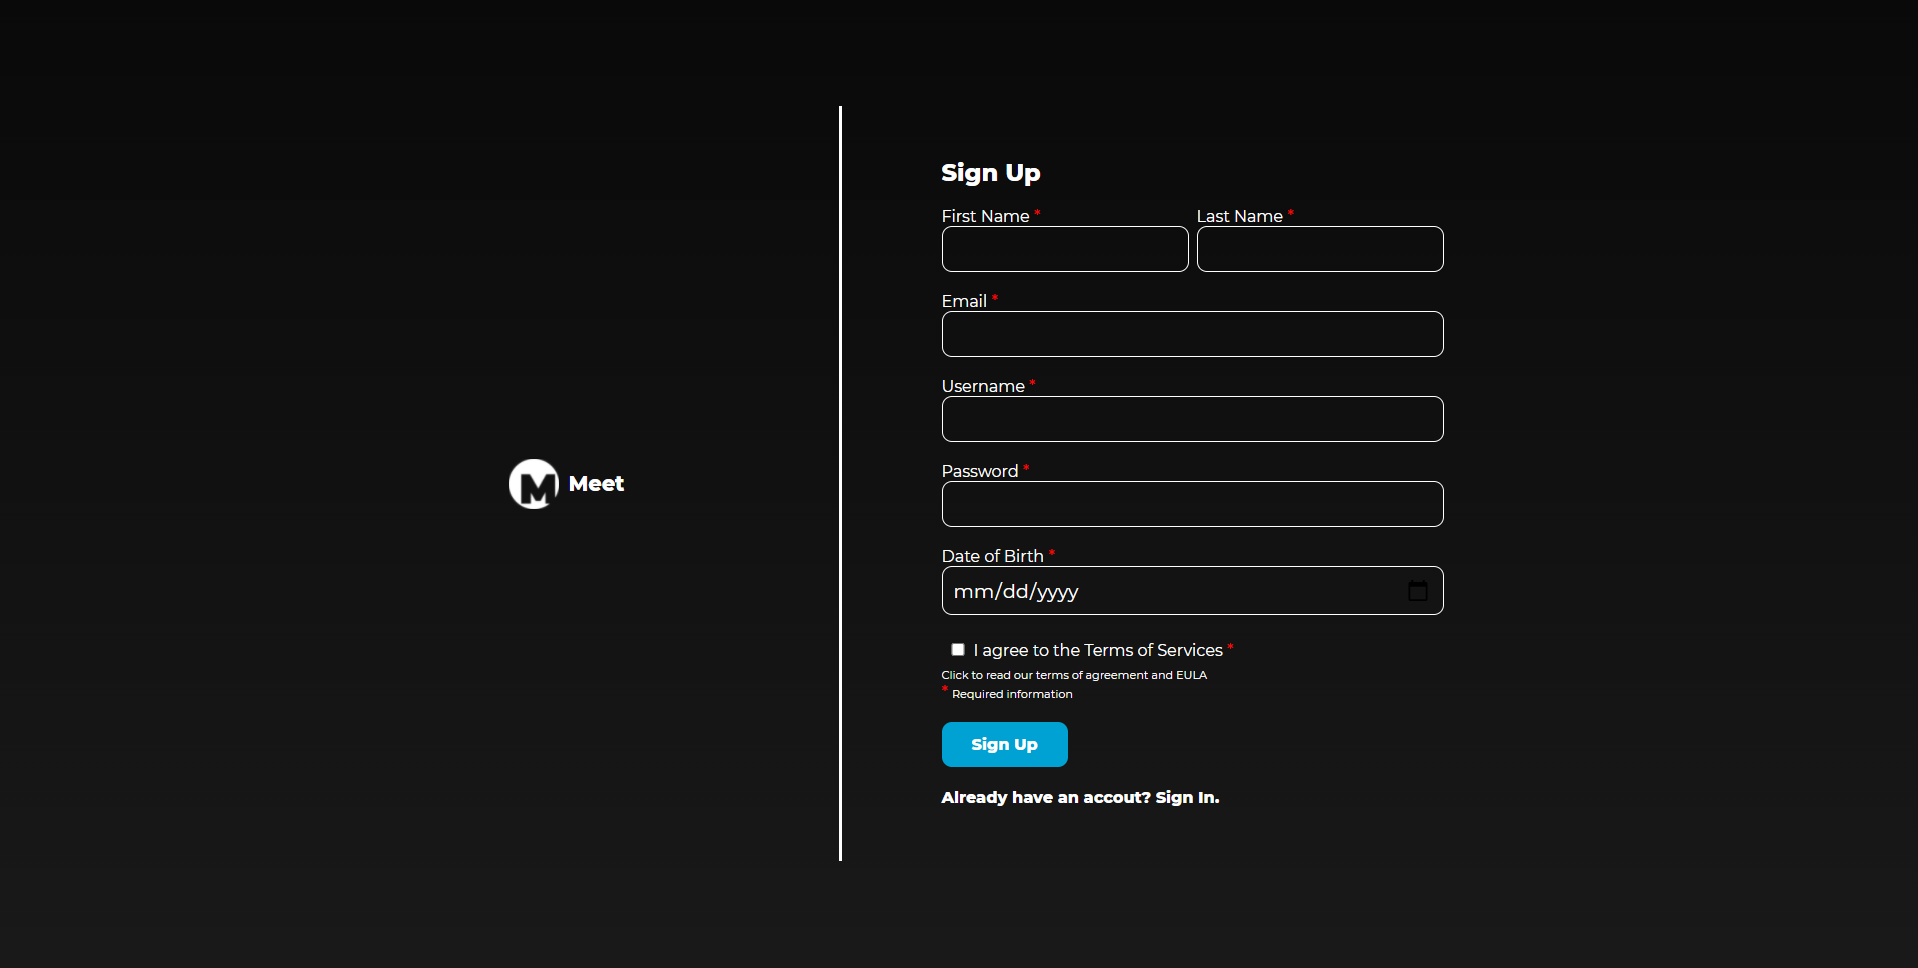 M Meet
Sign Up
First Name * Last Name *
Email *
Username *
Password *
Date of Birth *
mm/dd/yyyy
I agree to the Terms of Services *
Click to read our terms of agreement and EULA
* Required information
Sign Up
Already have an accout? Sign In.